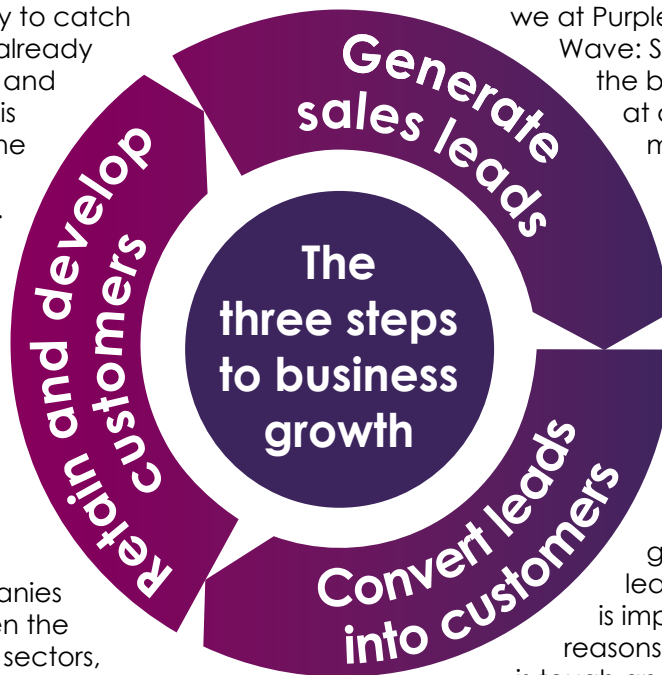 y to catch
already
and
is
ne
.
we at Purple
Wave: S
the b
at
m
Generate
sales leads
Convert leads
into customers
Retain and develop
customers
The
three steps
to business
growth
anies
en the
sectors,
g
lea
is imp
reasons